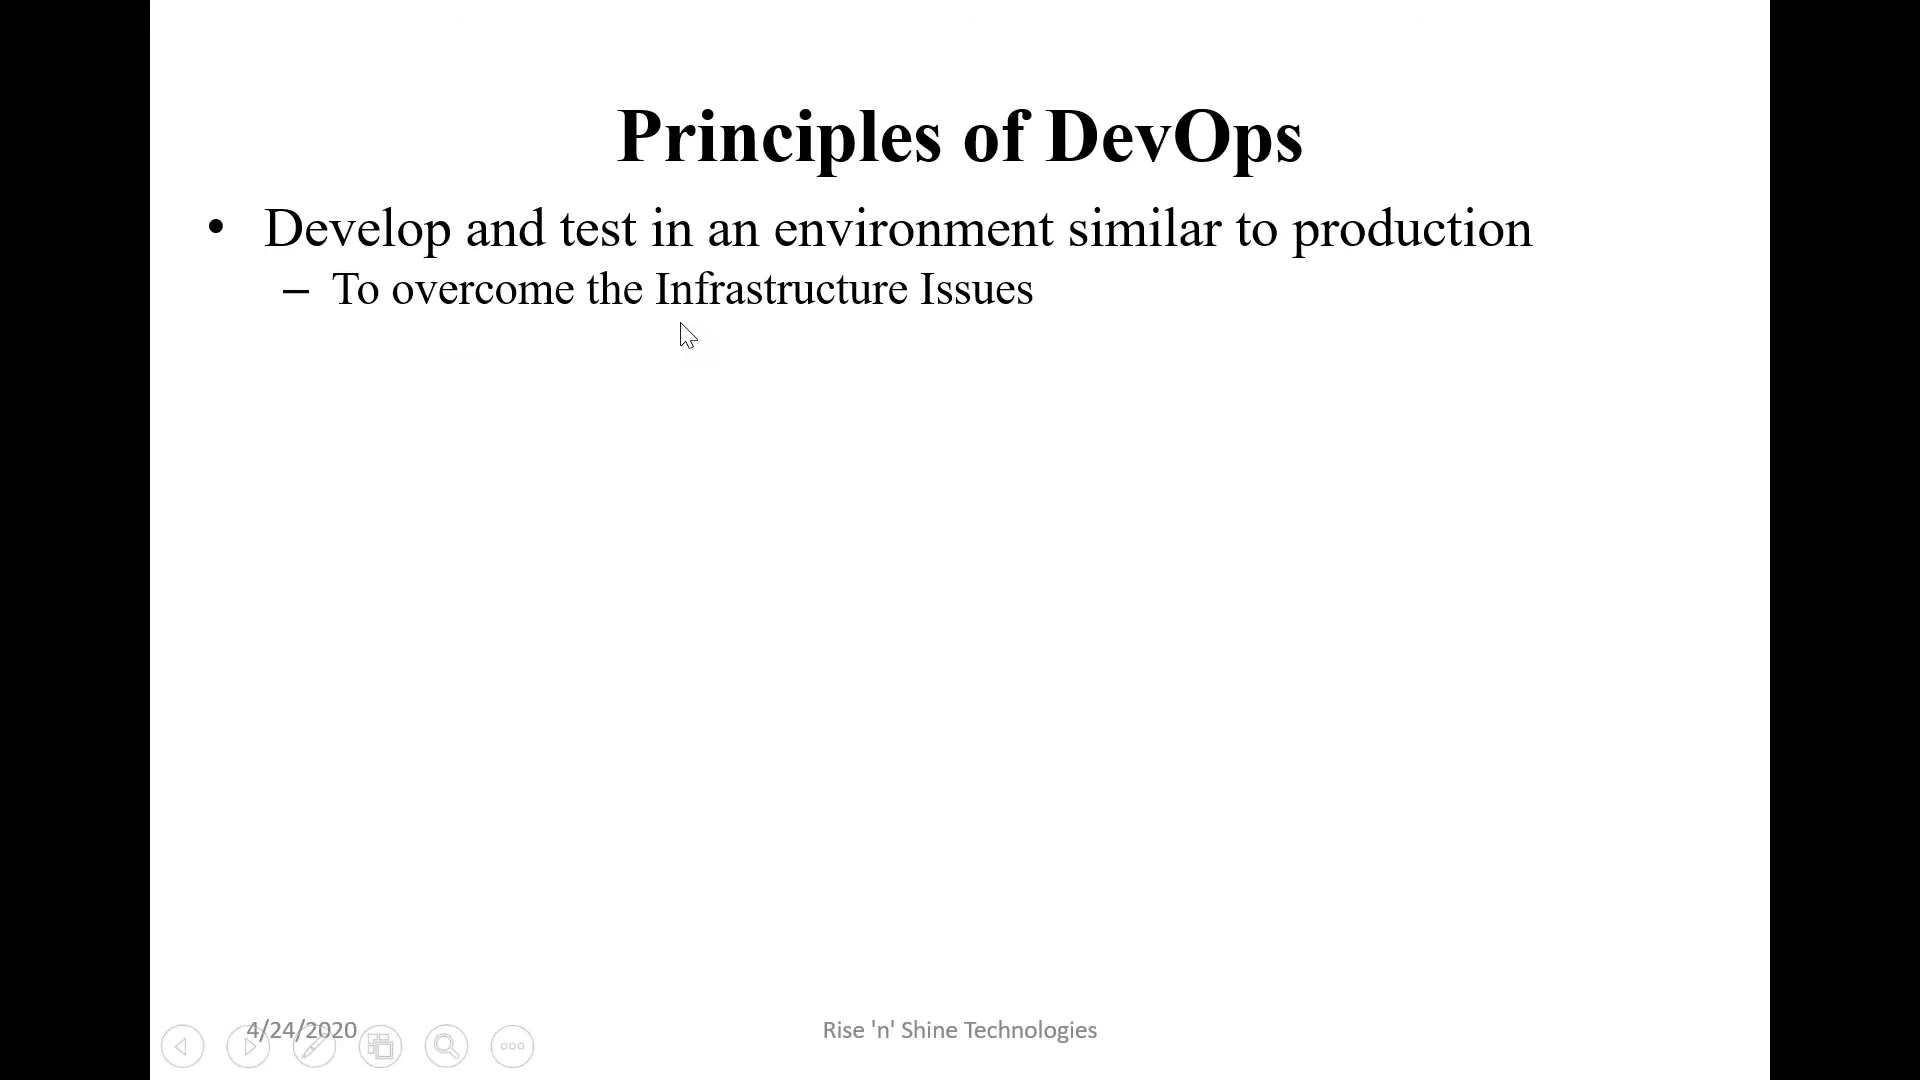 Principles of DevOps
• Develop and test in an environment similar to production
– To overcome the Infrastructure Issues
4/24/2020
Rise 'n' Shine Technologies